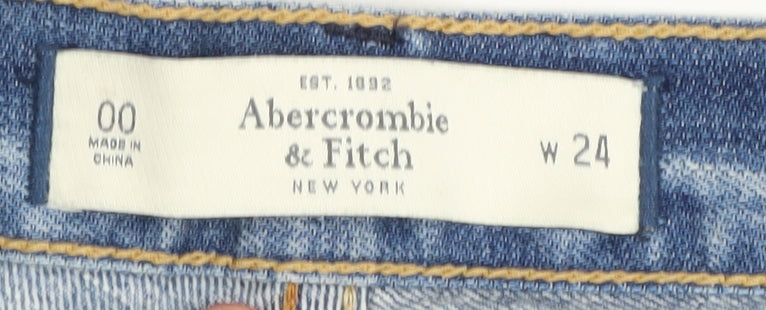 00
MADE IN
CHINA
EST. 1892
Abercrombie
& Fitch
NEW YORK
W 24